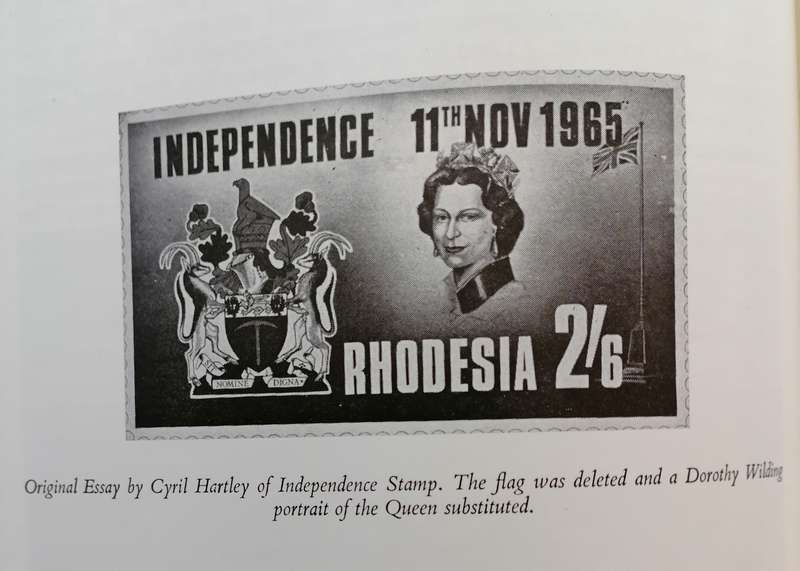 INDEPENDENCE 11TH NOV 1965
SIT NOMINE DIGNA
RHODESIA 2/6
Original Essay by Cyril Hartley of Independence Stamp. The flag was deleted and a Dorothy Wilding
portrait of the Queen substituted.